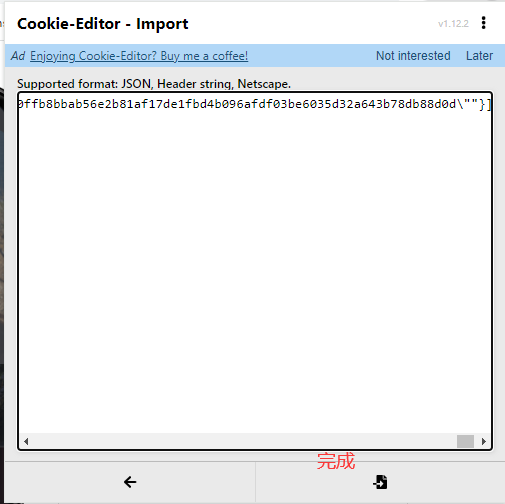 Cookie-Editor - Import
v1.12.2
Ad Enjoying Cookie-Editor? Buy me a coffee! Not interested Later
Supported format: JSON, Header string, Netscape.
0ffb8bbab56e2b81af17de1fbd4b096afdf03be6035d32a643b78db88d0d\""}]
完成